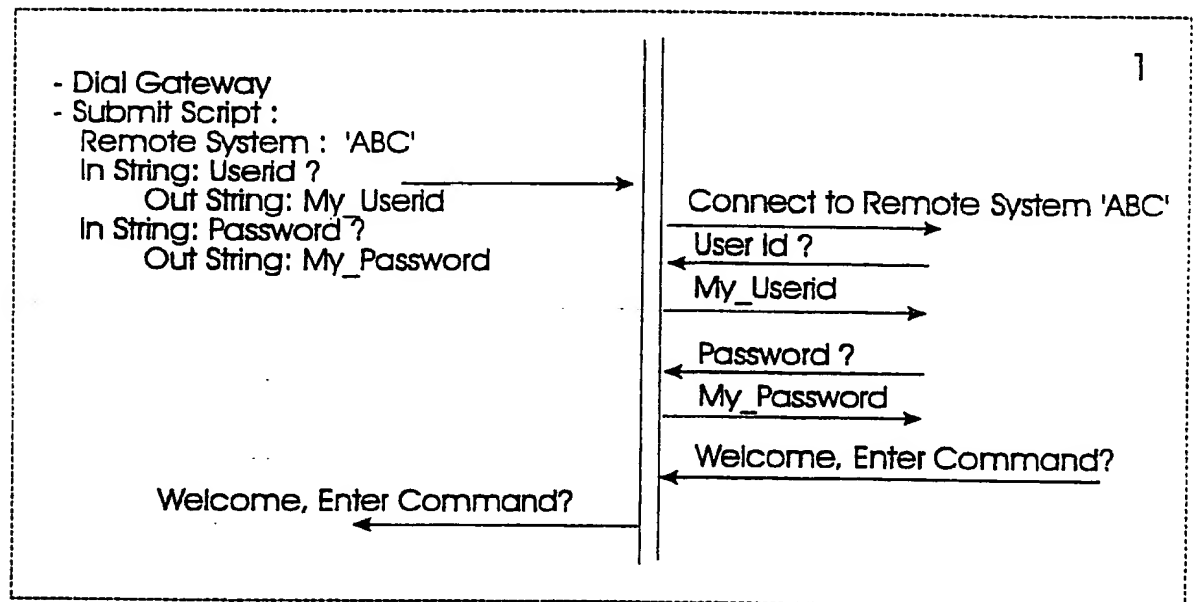 1
- Dial Gateway
- Submit Script :
Remote System : 'ABC'
In String: Userid ?
Out String: My_Userid
In String: Password ?
Out String: My_Password
Connect to Remote System 'ABC'
User Id ?
My_Userid
Password ?
My_Password
Welcome, Enter Command?
Welcome, Enter Command?